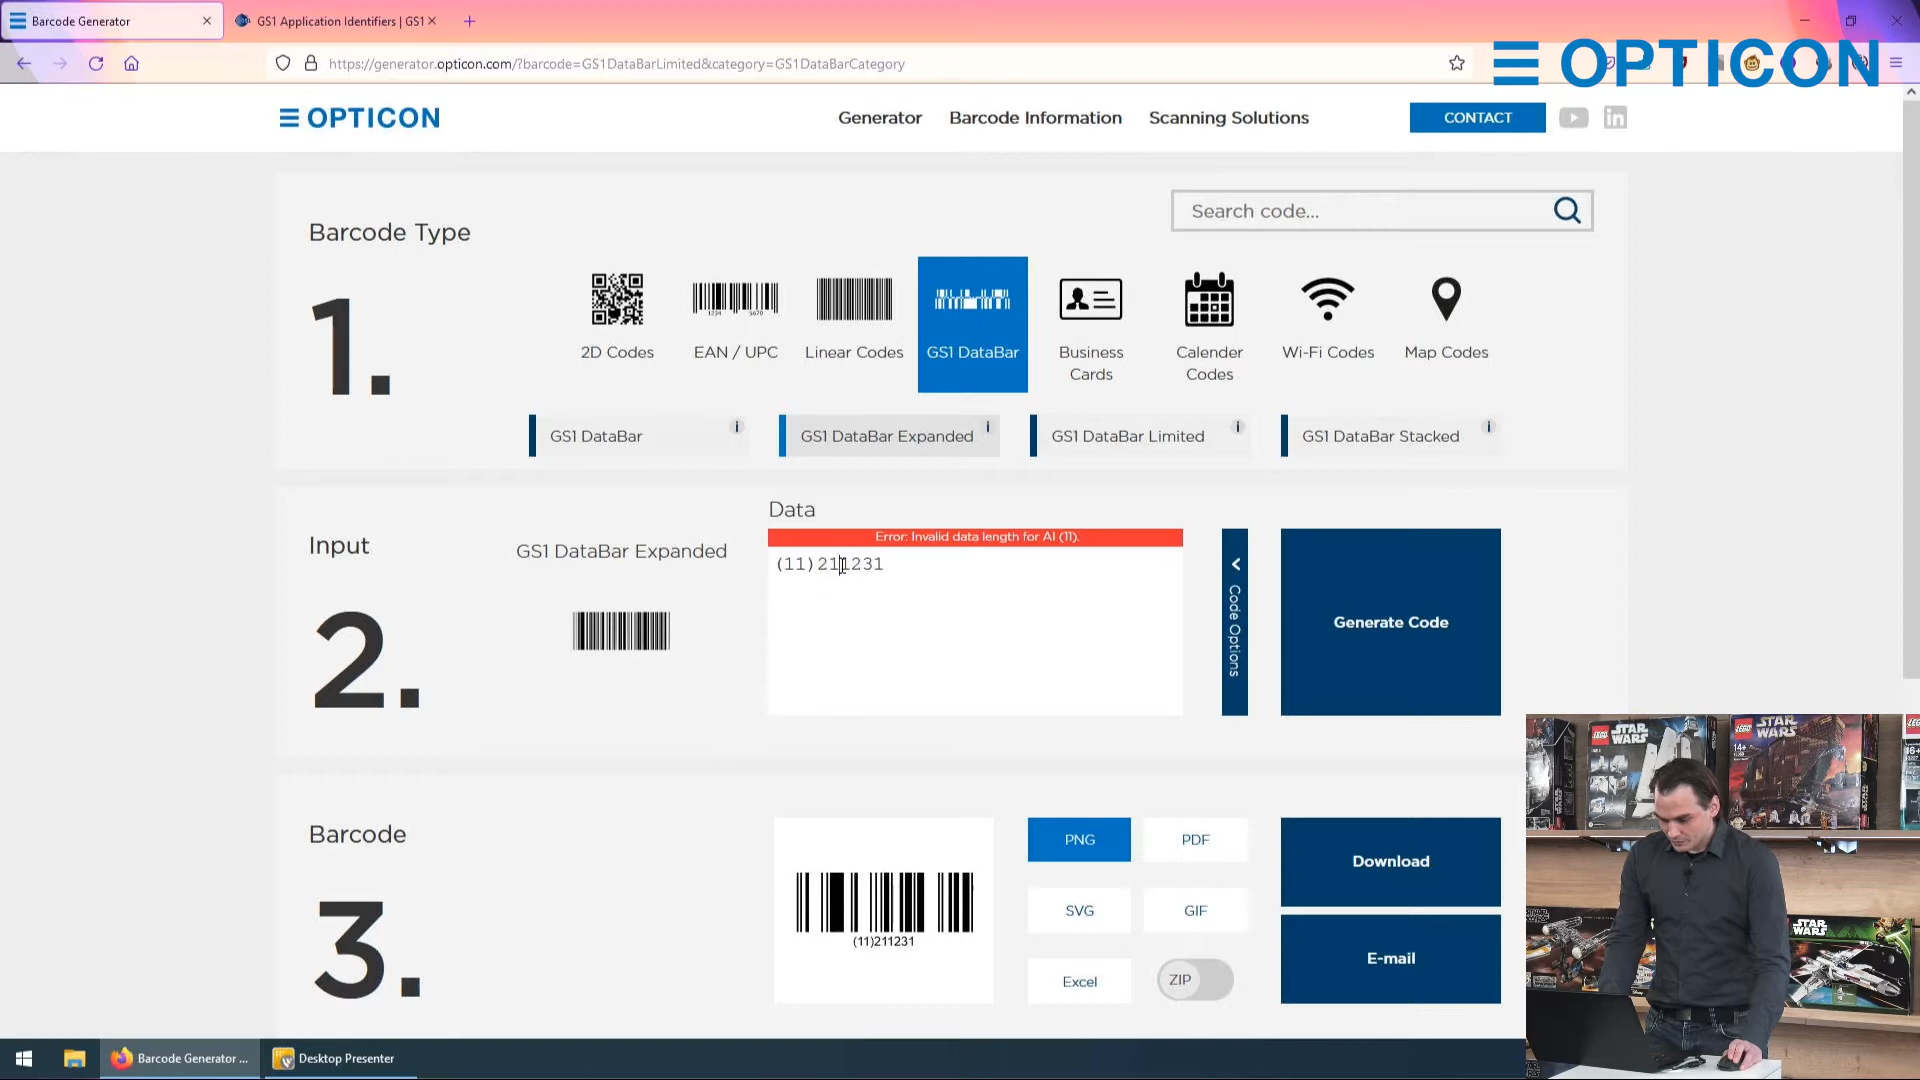 Barcode Generator
GS1 Application Identifiers | GS1
https://generator.opticon.com/?barcode=GS1DataBarLimited&category=GS1DataBarCategory
OPTICON
OPTICON
Generator
Barcode Information
Scanning Solutions
CONTACT
Search code...
Barcode Type
1.
2D Codes
EAN / UPC
Linear Codes
GS1 DataBar
Business
Cards
Calender
Codes
Wi-Fi Codes
Map Codes
GS1 DataBar
GS1 DataBar Expanded
GS1 DataBar Limited
GS1 DataBar Stacked
Input
2.
GS1 DataBar Expanded
Data
Error: Invalid data length for AI (11).
(11)211231
Code Options
Generate Code
Barcode
3.
(11)211231
PNG
PDF
SVG
GIF
Excel
ZIP
Download
E-mail
Barcode Generator ...
Desktop Presenter
LEGO
STAR
WARS
LEGO
STAR
WARS
14+
16+
STAR
WARS